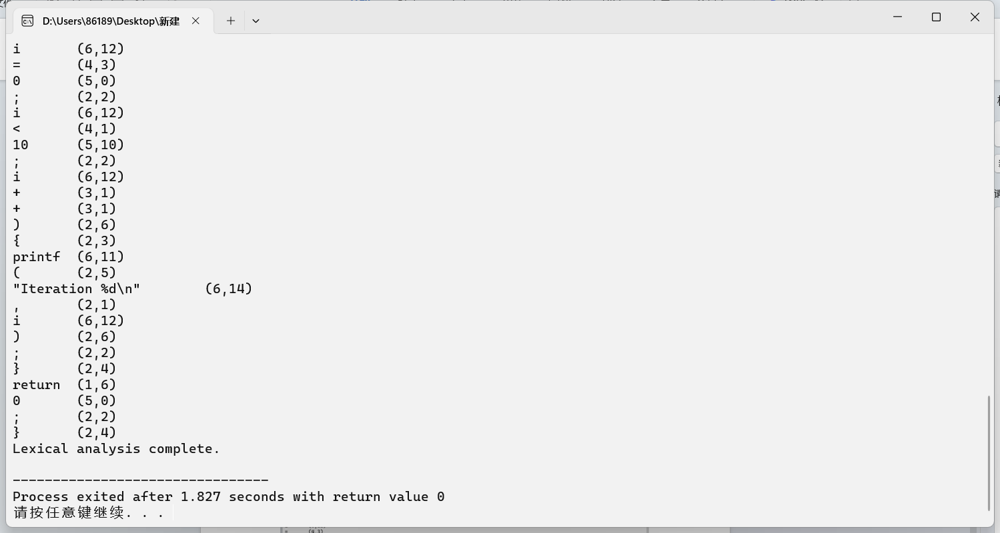 D:\Users\86189\Desktop\新建
i (6,12)
= (4,3)
0 (5,0)
; (2,2)
i (6,12)
< (4,1)
10 (5,10)
; (2,2)
i (6,12)
+ (3,1)
+ (3,1)
) (2,6)
{ (2,3)
printf (6,11)
( (2,5)
"Iteration %d\n" (6,14)
, (2,1)
i (6,12)
) (2,6)
; (2,2)
} (2,4)
return (1,6)
0 (5,0)
; (2,2)
} (2,4)
Lexical analysis complete.
--------------------------------
Process exited after 1.827 seconds with return value 0
请按任意键继续. . .